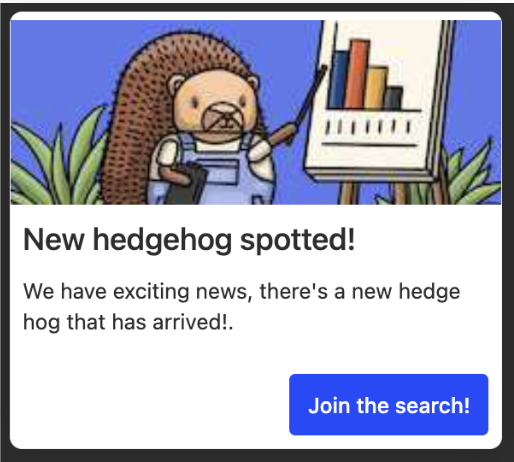 New hedgehog spotted!
We have exciting news, there's a new hedge
hog that has arrived!.
Join the search!